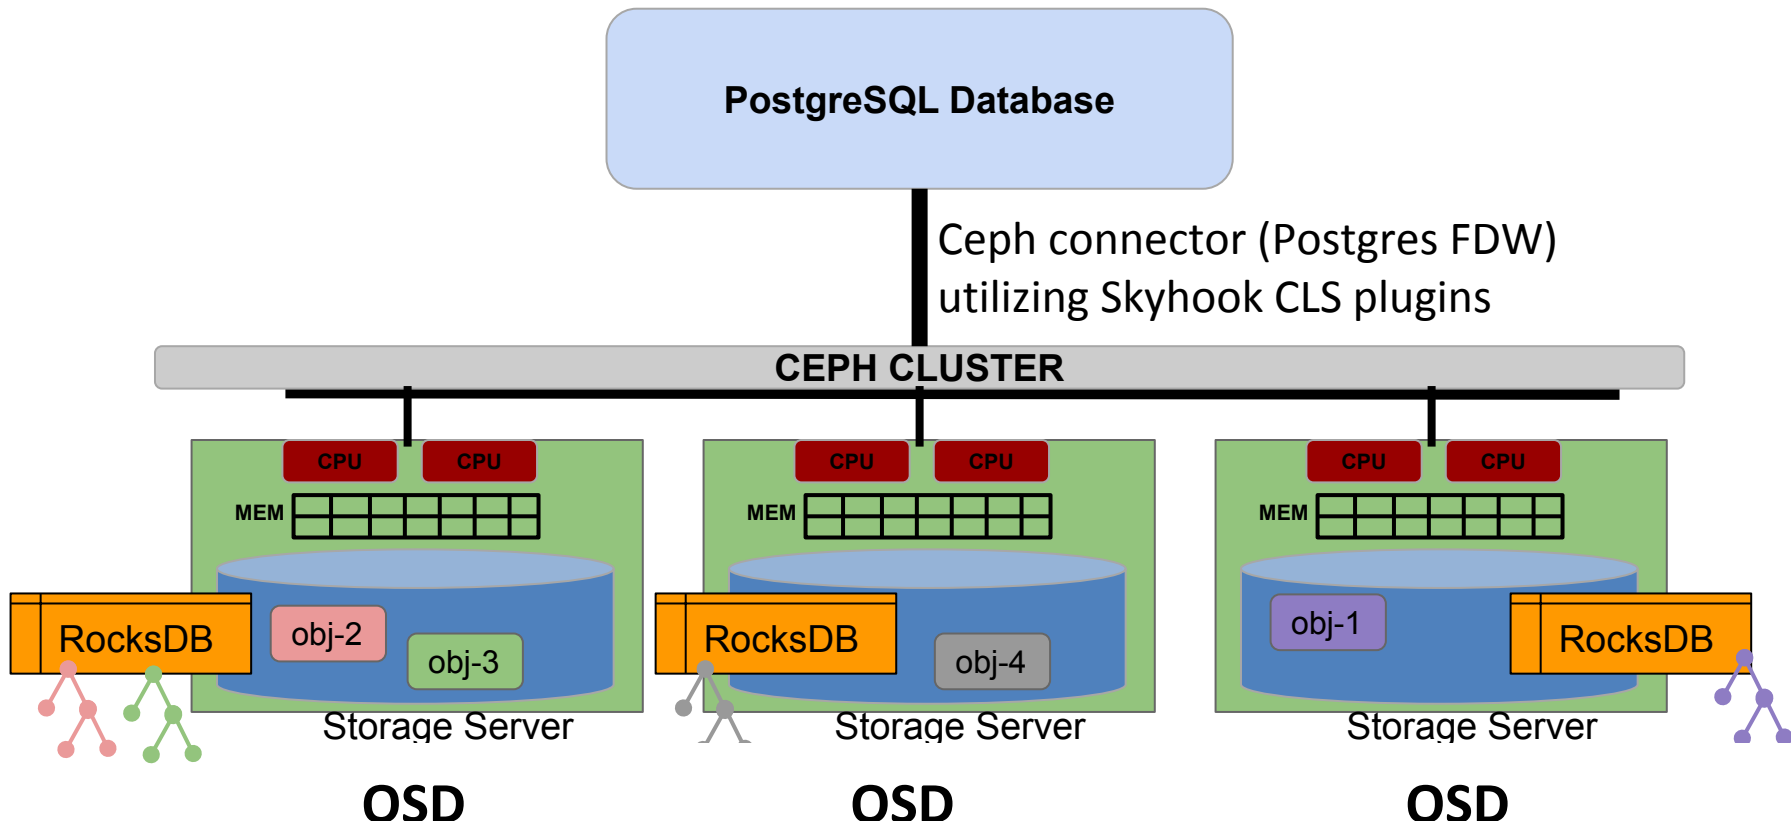 PostgreSQL Database
Ceph connector (Postgres FDW)
utilizing Skyhook CLS plugins
CEPH CLUSTER
CPU CPU CPU CPU CPU CPU
MEM MEM MEM
RocksDB obj-2 obj-3 RocksDB obj-4 obj-1 RocksDB
Storage Server Storage Server Storage Server
OSD OSD OSD